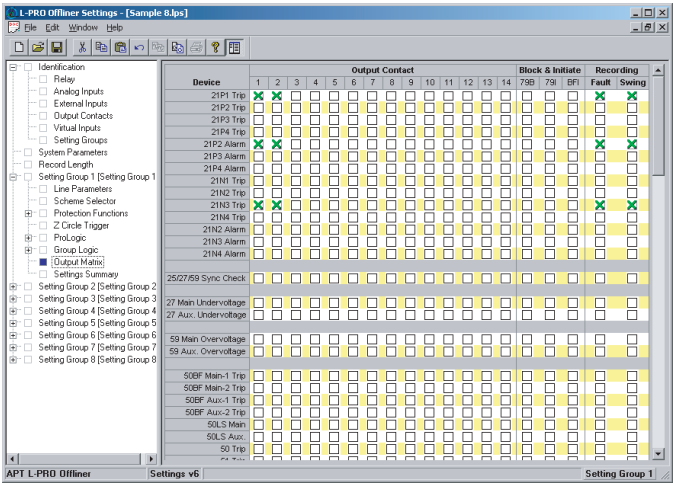 L-PRO Offliner Settings - [Sample 8.lps]
File Edit Window Help
Identification
Relay
Analog Inputs
External Inputs
Output Contacts
Virtual Inputs
Setting Groups
System Parameters
Record Length
Setting Group 1 [Setting Group 1
Line Parameters
Scheme Selector
Protection Functions
Z Circle Trigger
ProLogic
Group Logic
Output Matrix
Settings Summary
Setting Group 2 [Setting Group 2
Setting Group 3 [Setting Group 3
Setting Group 4 [Setting Group 4
Setting Group 5 [Setting Group 5
Setting Group 6 [Setting Group 6
Setting Group 7 [Setting Group 7
Setting Group 8 [Setting Group 8
Output Contact Block & Initiate Recording
Device 1 2 3 4 5 6 7 8 9 10 11 12 13 14 79B 79I BFI Fault Swing
21P1 Trip
21P2 Trip
21P3 Trip
21P4 Trip
21P2 Alarm
21P3 Alarm
21P4 Alarm
21N1 Trip
21N2 Trip
21N3 Trip
21N4 Trip
21N2 Alarm
21N3 Alarm
21N4 Alarm
25/27/59 Sync Check
27 Main Undervoltage
27 Aux. Undervoltage
59 Main Overvoltage
59 Aux. Overvoltage
50BF Main-1 Trip
50BF Main-2 Trip
50BF Aux-1 Trip
50BF Aux-2 Trip
50LS Main
50LS Aux.
50 Trip
51 Trip
APT L-PRO Offliner Settings v6 Setting Group 1